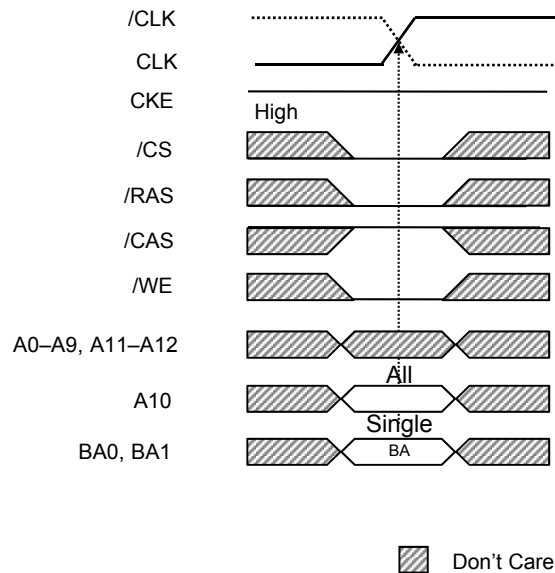 /CLK
CLK
CKE
High
/CS
/RAS
/CAS
/WE
A0–A9, A11–A12
All
A10
Single
BA0, BA1
BA
Don't Care